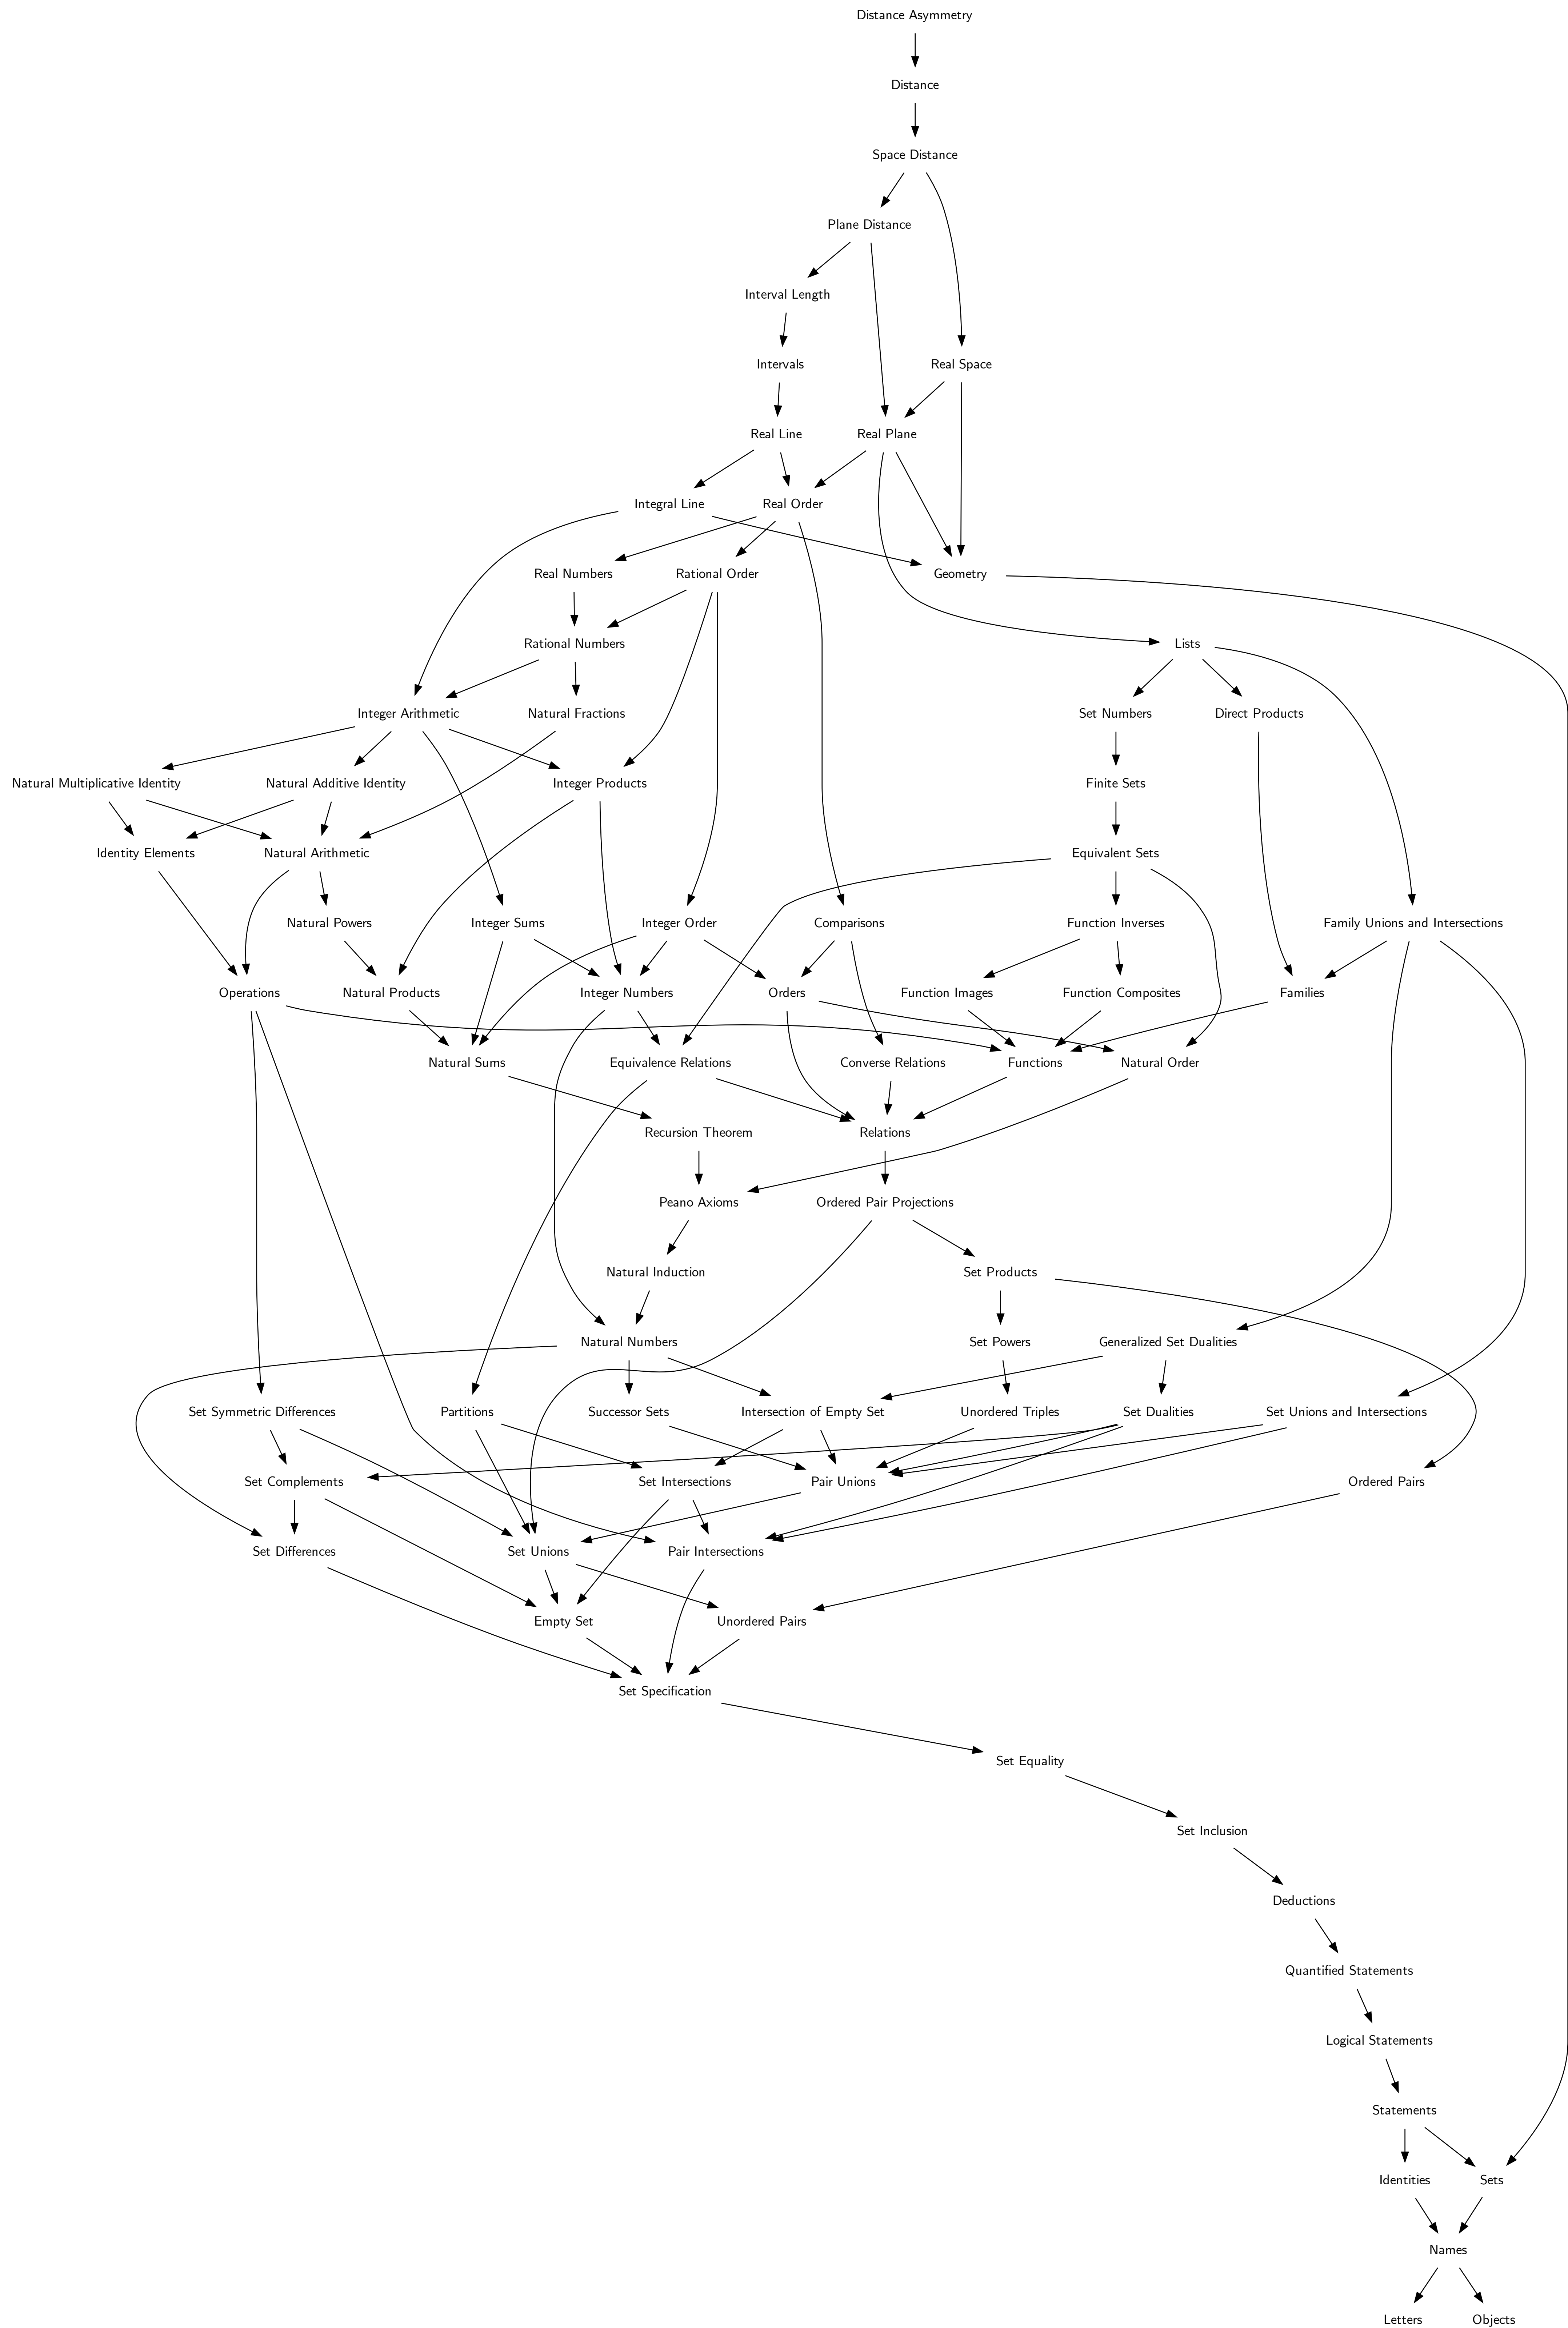 Distance Asymmetry
Distance
Space Distance
Plane Distance
Interval Length
Intervals
Real Space
Real Line
Real Plane
Integral Line
Real Order
Real Numbers
Rational Order
Geometry
Rational Numbers
Lists
Integer Arithmetic
Natural Fractions
Set Numbers
Direct Products
Natural Multiplicative Identity
Natural Additive Identity
Integer Products
Finite Sets
Identity Elements
Natural Arithmetic
Equivalent Sets
Natural Powers
Integer Sums
Integer Order
Comparisons
Function Inverses
Family Unions and Intersections
Operations
Natural Products
Integer Numbers
Orders
Function Images
Function Composites
Families
Natural Sums
Equivalence Relations
Converse Relations
Functions
Natural Order
Recursion Theorem
Relations
Peano Axioms
Ordered Pair Projections
Natural Induction
Set Products
Natural Numbers
Set Powers
Generalized Set Dualities
Set Symmetric Differences
Partitions
Successor Sets
Intersection of Empty Set
Unordered Triples
Set Dualities
Set Unions and Intersections
Set Complements
Set Intersections
Pair Unions
Ordered Pairs
Set Differences
Set Unions
Pair Intersections
Empty Set
Unordered Pairs
Set Specification
Set Equality
Set Inclusion
Deductions
Quantified Statements
Logical Statements
Statements
Identities
Sets
Names
Letters
Objects